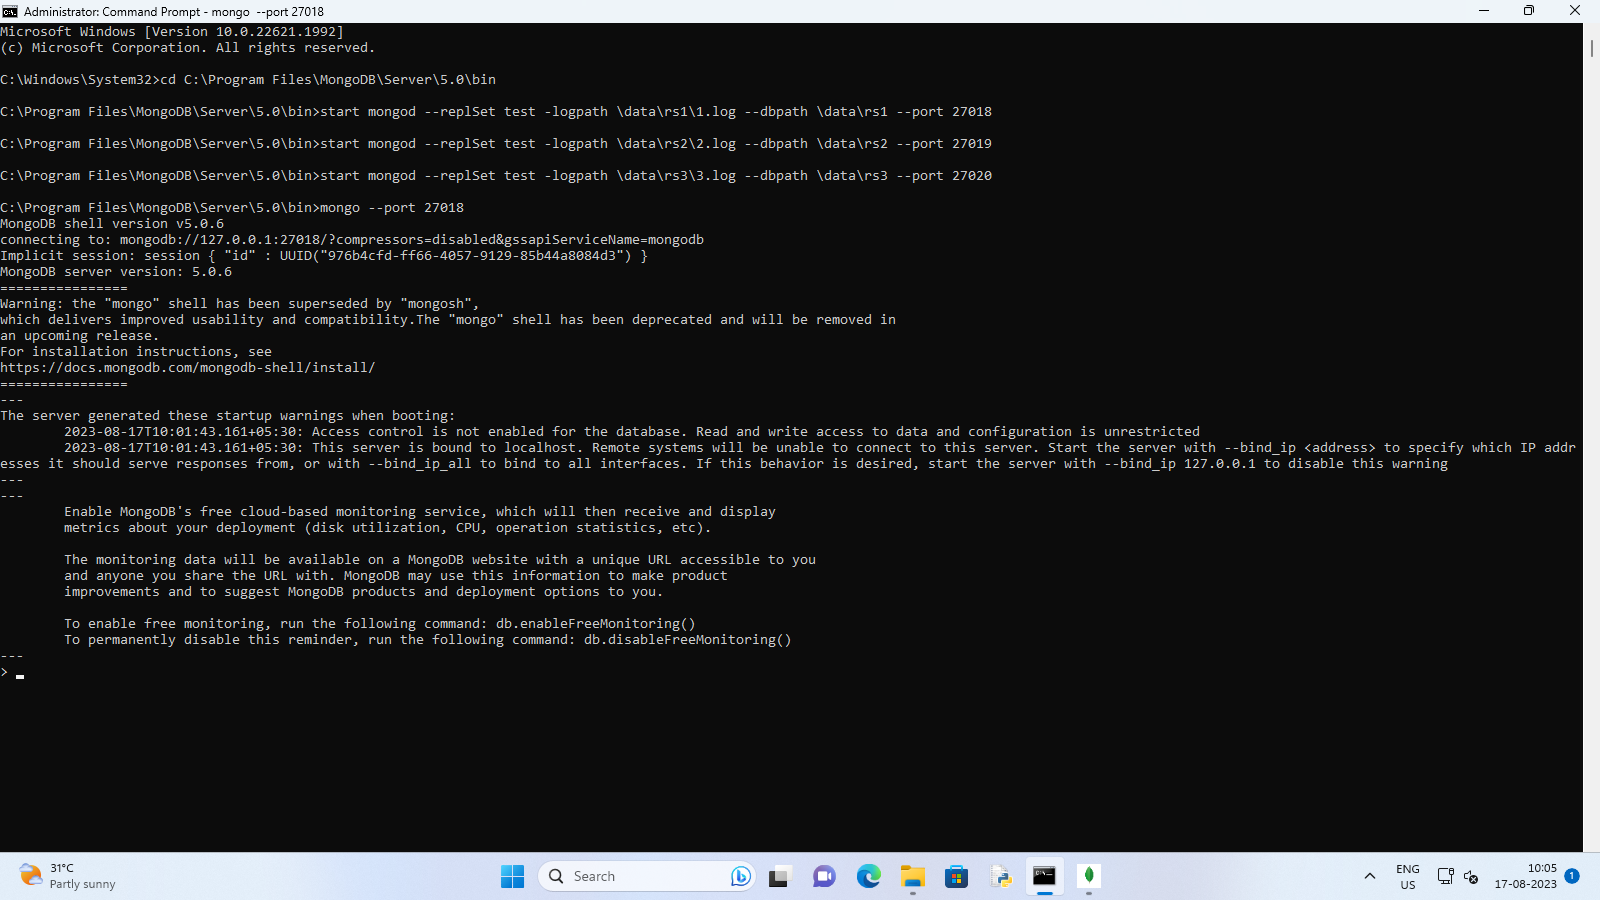 Administrator: Command Prompt - mongo  --port 27018
Microsoft Windows [Version 10.0.22621.1992]
(c) Microsoft Corporation. All rights reserved.
C:\Windows\System32>cd C:\Program Files\MongoDB\Server\5.0\bin
C:\Program Files\MongoDB\Server\5.0\bin>start mongod --replSet test -logpath \data\rs1\1.log --dbpath \data\rs1 --port 27018
C:\Program Files\MongoDB\Server\5.0\bin>start mongod --replSet test -logpath \data\rs2\2.log --dbpath \data\rs2 --port 27019
C:\Program Files\MongoDB\Server\5.0\bin>start mongod --replSet test -logpath \data\rs3\3.log --dbpath \data\rs3 --port 27020
C:\Program Files\MongoDB\Server\5.0\bin>mongo --port 27018
MongoDB shell version v5.0.6
connecting to: mongodb://127.0.0.1:27018/?compressors=disabled&gssapiServiceName=mongodb
Implicit session: session { "id" : UUID("976b4cfd-ff66-4057-9129-85b44a8084d3") }
MongoDB server version: 5.0.6
================
Warning: the "mongo" shell has been superseded by "mongosh",
which delivers improved usability and compatibility.The "mongo" shell has been deprecated and will be removed in
an upcoming release.
For installation instructions, see
https://docs.mongodb.com/mongodb-shell/install/
================
---
The server generated these startup warnings when booting:
        2023-08-17T10:01:43.161+05:30: Access control is not enabled for the database. Read and write access to data and configuration is unrestricted
        2023-08-17T10:01:43.161+05:30: This server is bound to localhost. Remote systems will be unable to connect to this server. Start the server with --bind_ip <address> to specify which IP addr
esses it should serve responses from, or with --bind_ip_all to bind to all interfaces. If this behavior is desired, start the server with --bind_ip 127.0.0.1 to disable this warning
---
---
        Enable MongoDB's free cloud-based monitoring service, which will then receive and display
        metrics about your deployment (disk utilization, CPU, operation statistics, etc).
        The monitoring data will be available on a MongoDB website with a unique URL accessible to you
        and anyone you share the URL with. MongoDB may use this information to make product
        improvements and to suggest MongoDB products and deployment options to you.
        To enable free monitoring, run the following command: db.enableFreeMonitoring()
        To permanently disable this reminder, run the following command: db.disableFreeMonitoring()
---
>
31°C
Partly sunny
Search
ENG
US
10:05
17-08-2023
1